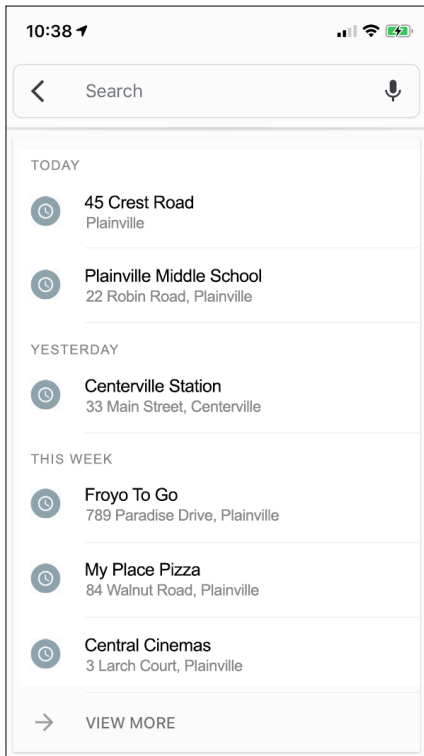 10:38
Search
TODAY
45 Crest Road
Plainville
Plainville Middle School
22 Robin Road, Plainville
YESTERDAY
Centerville Station
33 Main Street, Centerville
THIS WEEK
Froyo To Go
789 Paradise Drive, Plainville
My Place Pizza
84 Walnut Road, Plainville
Central Cinemas
3 Larch Court, Plainville
VIEW MORE